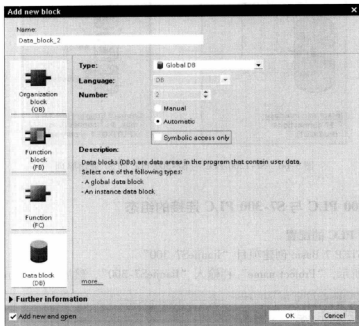 Add new block
Name:
Data_block_2
Organization
block
(OB)
Function
block
(FB)
Function
(FC)
Data block
(DB)
Type:
Global DB
Language:
DB
Number:
2
Manual
Automatic
Symbolic access only
Description:
Data blocks (DBs) are data areas in the program that contain user data.
Select one of the following types:
- A global data block
- An instance data block
more...
Further information
Add new and open
OK
Cancel